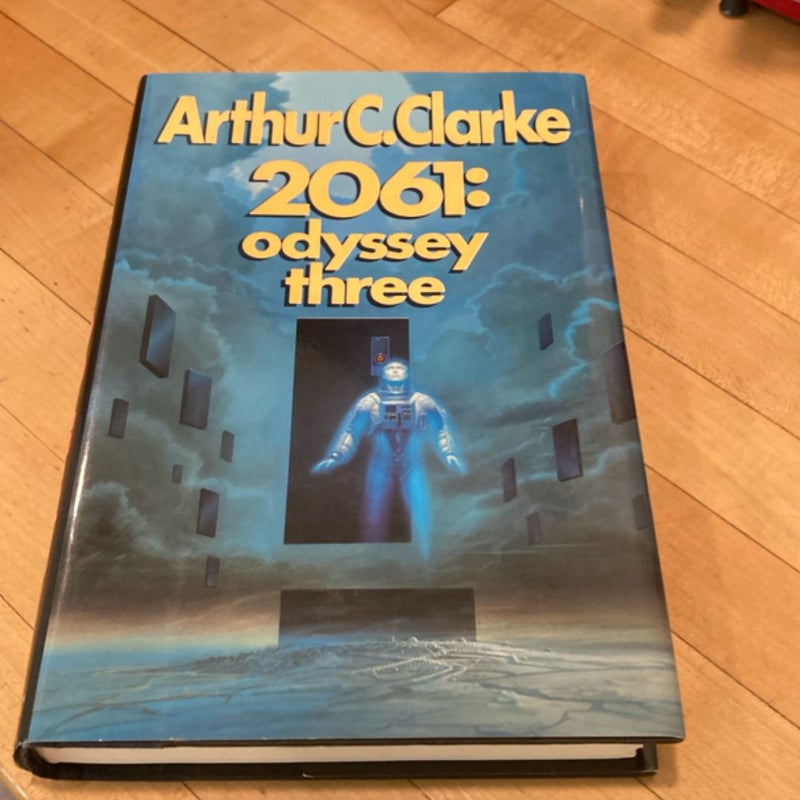 Arthur C. Clarke
2061:
odyssey
three